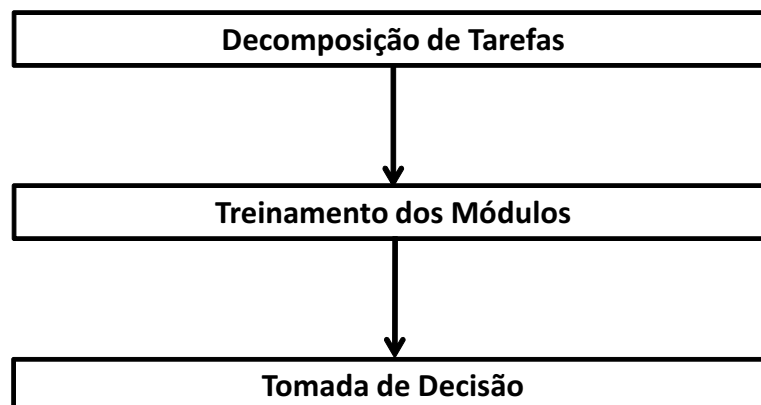 Decomposição de Tarefas
Treinamento dos Módulos
Tomada de Decisão